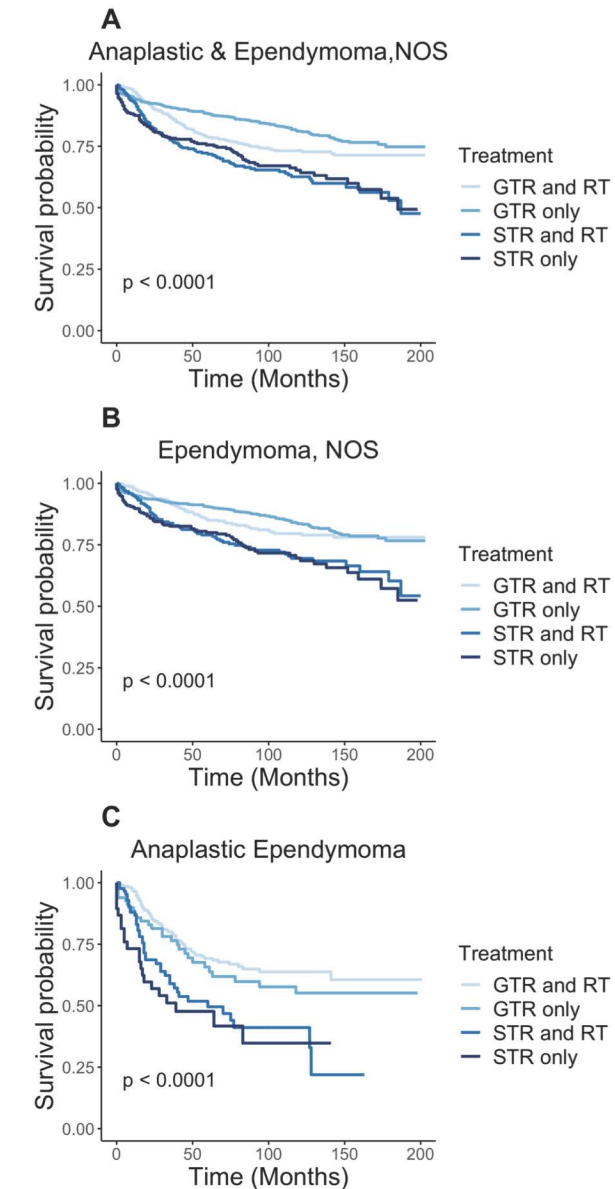 A
Anaplastic & Ependymoma,NOS
Survival probability
1.00
0.75
0.50
0.25
0.00
p < 0.0001
0 50 100 150 200
Time (Months)
Treatment
GTR and RT
GTR only
STR and RT
STR only
B
Ependymoma, NOS
Survival probability
1.00
0.75
0.50
0.25
0.00
p < 0.0001
0 50 100 150 200
Time (Months)
Treatment
GTR and RT
GTR only
STR and RT
STR only
C
Anaplastic Ependymoma
Survival probability
1.00
0.75
0.50
0.25
0.00
p < 0.0001
0 50 100 150 200
Time (Months)
Treatment
GTR and RT
GTR only
STR and RT
STR only